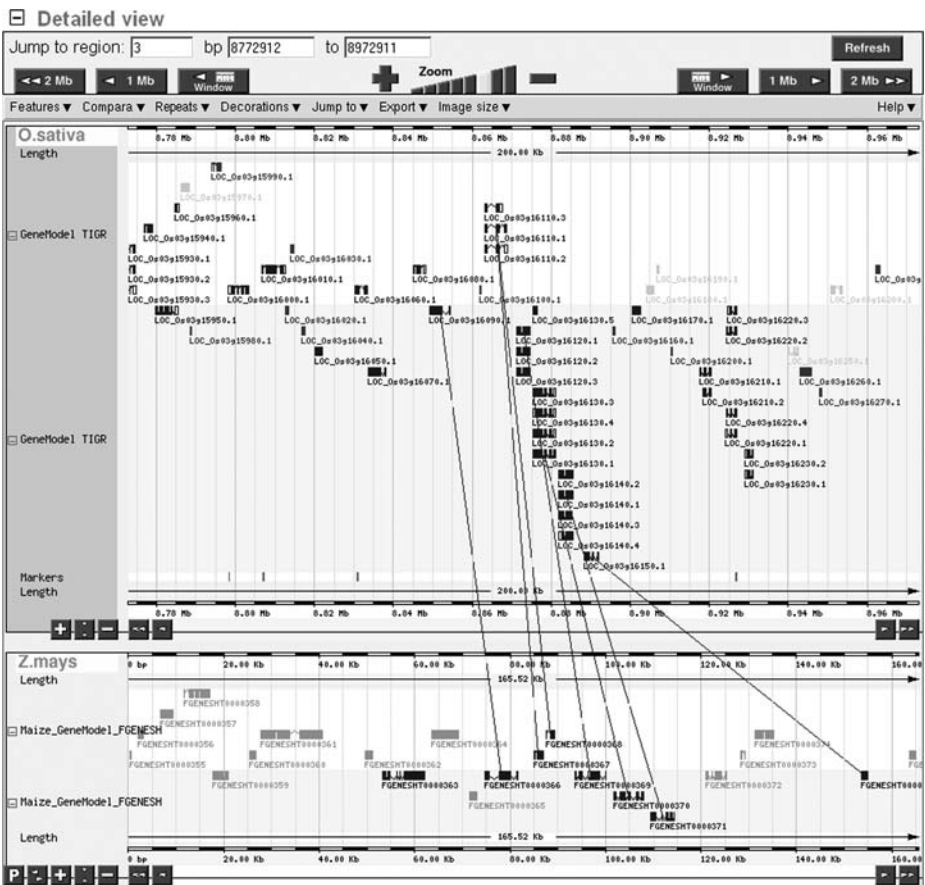 Detailed view
Jump to region: 3 bp 8772912 to 8972911 Refresh
2 Mb 1 Mb Window Zoom Window 1 Mb 2 Mb
Features Compara Repeats Decorations Jump to Export Image size Help
O.sativa 8.78 Mb 8.80 Mb 8.82 Mb 8.84 Mb 8.86 Mb 8.88 Mb 8.90 Mb 8.92 Mb 8.94 Mb 8.96 Mb
Length 200.00 Kb
LOC_Os03g15990.1
LOC_Os03g15970.1
LOC_Os03g15960.1 LOC_Os03g16110.3
GeneModel TIGR LOC_Os03g15940.1 LOC_Os03g16110.1
LOC_Os03g15930.1 LOC_Os03g16030.1 LOC_Os03g16110.2
LOC_Os03g15930.2 LOC_Os03g16010.1 LOC_Os03g16080.1 LOC_Os03g16190.1 LOC_Os03g
LOC_Os03g15930.3 LOC_Os03g16000.1 LOC_Os03g16060.1 LOC_Os03g16100.1
LOC_Os03g15950.1 LOC_Os03g16020.1 LOC_Os03g16090.1 LOC_Os03g16130.5 LOC_Os03g16170.1 LOC_Os03g16220.3
LOC_Os03g15980.1 LOC_Os03g16040.1 LOC_Os03g16120.1 LOC_Os03g16160.1 LOC_Os03g16220.2
LOC_Os03g16050.1 LOC_Os03g16120.2 LOC_Os03g16200.1 LOC_Os03g16250.1
LOC_Os03g16070.1 LOC_Os03g16120.3 LOC_Os03g16210.1 LOC_Os03g16260.1
LOC_Os03g16130.3 LOC_Os03g16210.2 LOC_Os03g16270.1
LOC_Os03g16130.4 LOC_Os03g16220.4
GeneModel TIGR LOC_Os03g16130.2 LOC_Os03g16220.1
LOC_Os03g16130.1 LOC_Os03g16230.2
LOC_Os03g16140.2 LOC_Os03g16230.1
LOC_Os03g16140.1
LOC_Os03g16140.3
LOC_Os03g16140.4
LOC_Os03g16150.1
Markers
Length 200.00 Kb
8.78 Mb 8.80 Mb 8.82 Mb 8.84 Mb 8.86 Mb 8.88 Mb 8.90 Mb 8.92 Mb 8.94 Mb 8.96 Mb
Z.mays 0 bp 20.00 Kb 40.00 Kb 60.00 Kb 80.00 Kb 100.00 Kb 120.00 Kb 140.00 Kb 160.00
Length 165.52 Kb
FGENESHT0000358
FGENESHT0000357
Maize_GeneModel_FGENESH FGENESHT0000356 FGENESHT0000361 FGENESHT0000364 FGENESHT0000368 FGENESHT0000374
FGENESHT0000355 FGENESHT0000360 FGENESHT0000362 FGENESHT0000367 FGENESHT0000373 FGE
FGENESHT0000359 FGENESHT0000363 FGENESHT0000366 FGENESHT0000369 FGENESHT0000372 FGENESHT0000
Maize_GeneModel_FGENESH FGENESHT0000365 FGENESHT0000370
FGENESHT0000371
Length 165.52 Kb
0 bp 20.00 Kb 40.00 Kb 60.00 Kb 80.00 Kb 100.00 Kb 120.00 Kb 140.00 Kb 160.00
P